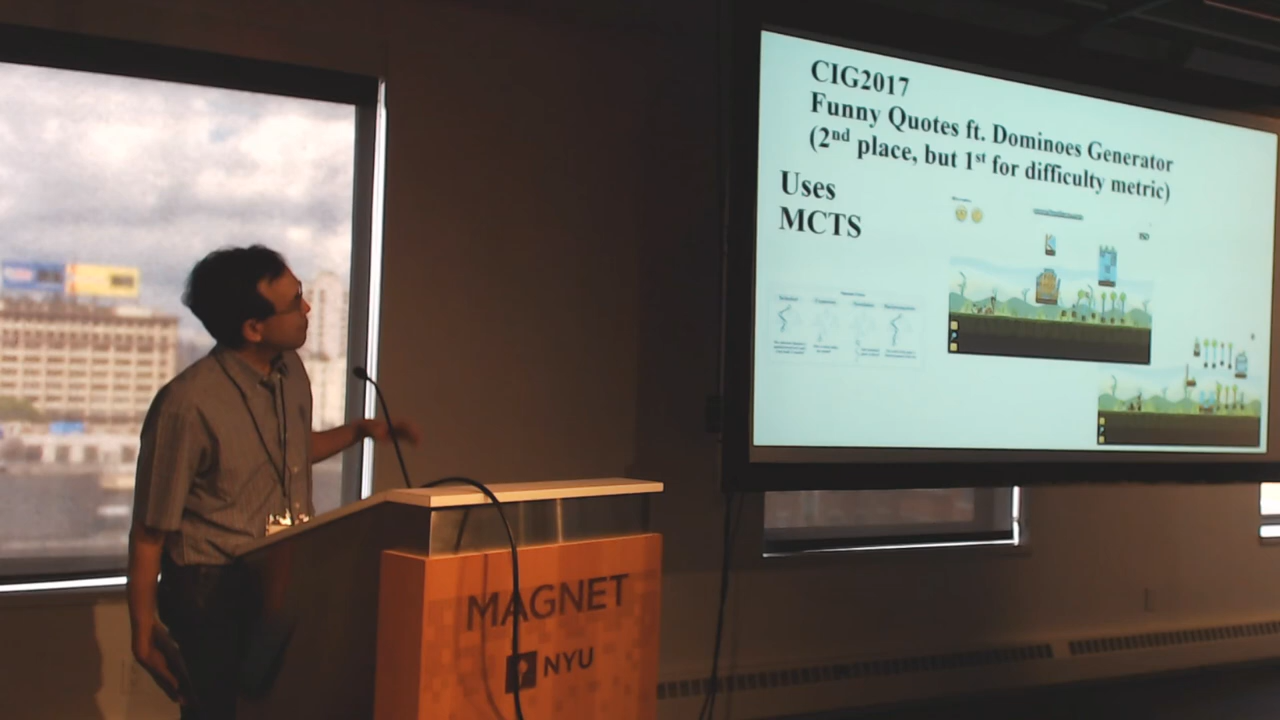 CIG2017
Funny Quotes ft. Dominoes Generator
(2nd place, but 1st for difficulty metric)
Uses
MCTS
MAGNET
NYU